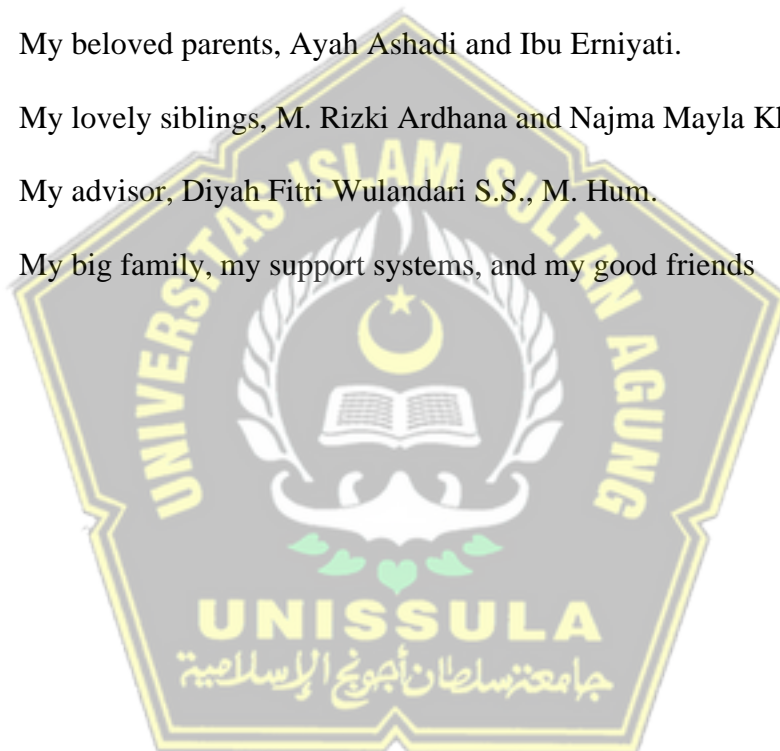 My beloved parents, Ayah Ashadi and Ibu Erniyati.
My lovely siblings, M. Rizki Ardhana and Najma Mayla
My advisor, Diyah Fitri Wulandari S.S., M. Hum.
My big family, my support systems, and my good friends
UNIVERSITAS ISLAM SULTAN AGUNG
UNISSULA
جامعة سلطان أجونج الإسلامية